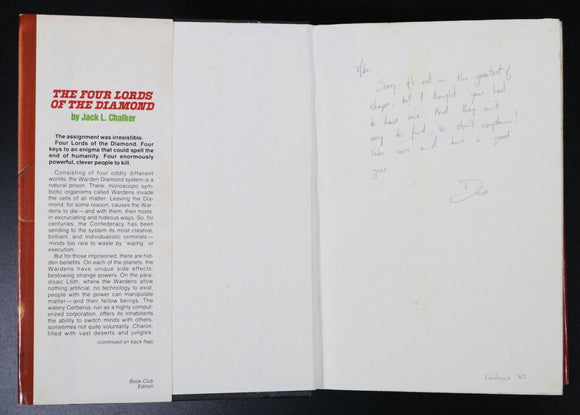 THE FOUR LORDS
OF THE DIAMOND
by Jack L. Chalker
The assignment was irresistible.
Four Lords of the Diamond. Four
keys to an enigma that could spell the
end of humanity. Four enormously
powerful, clever people to kill.
Consisting of four oddly different
worlds, the Warden Diamond system is a
natural prison. There, microscopic sym-
biotic organisms called Wardens invade
the cells of all matter. Leaving the Dia-
mond, for some reason, causes the War-
dens to die—and with them, their hosts,
in excruciating and hideous ways. So, for
centuries, the Confederacy has been
sending to the system its most creative,
brilliant, and individualistic criminals—
minds too rare to waste by 'wiping' or
execution.
But for those imprisoned, there are hid-
den benefits. On each of the planets, the
Wardens have unique side effects,
bestowing strange powers: On the para-
disac Lilith, where the Wardens allow
nothing artificial, no technology to exist,
people with the power can manipulate
matter—and their fellow beings. The
watery Cerberus, run as a highly comput-
erized corporation, offers its inhabitants
the ability to switch minds with others,
sometimes not quite voluntarily. Charon,
filled with vast deserts and jungles,
(continued on back flap)
Book Club
Edition
Sorry it's not in the greatest of
shape, but I thought you had
to have one. And they ain't
easy to find, so don't complain!
Take care and have a good
year
Dave
Christmas '90